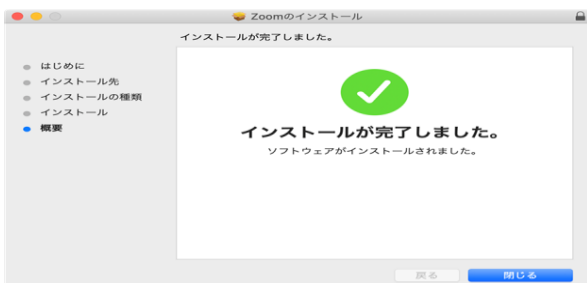 Zoomのインストール
インストールが完了しました。
はじめに
インストール先
インストールの種類
インストール
概要
インストールが完了しました。
ソフトウェアがインストールされました。
戻る
閉じる